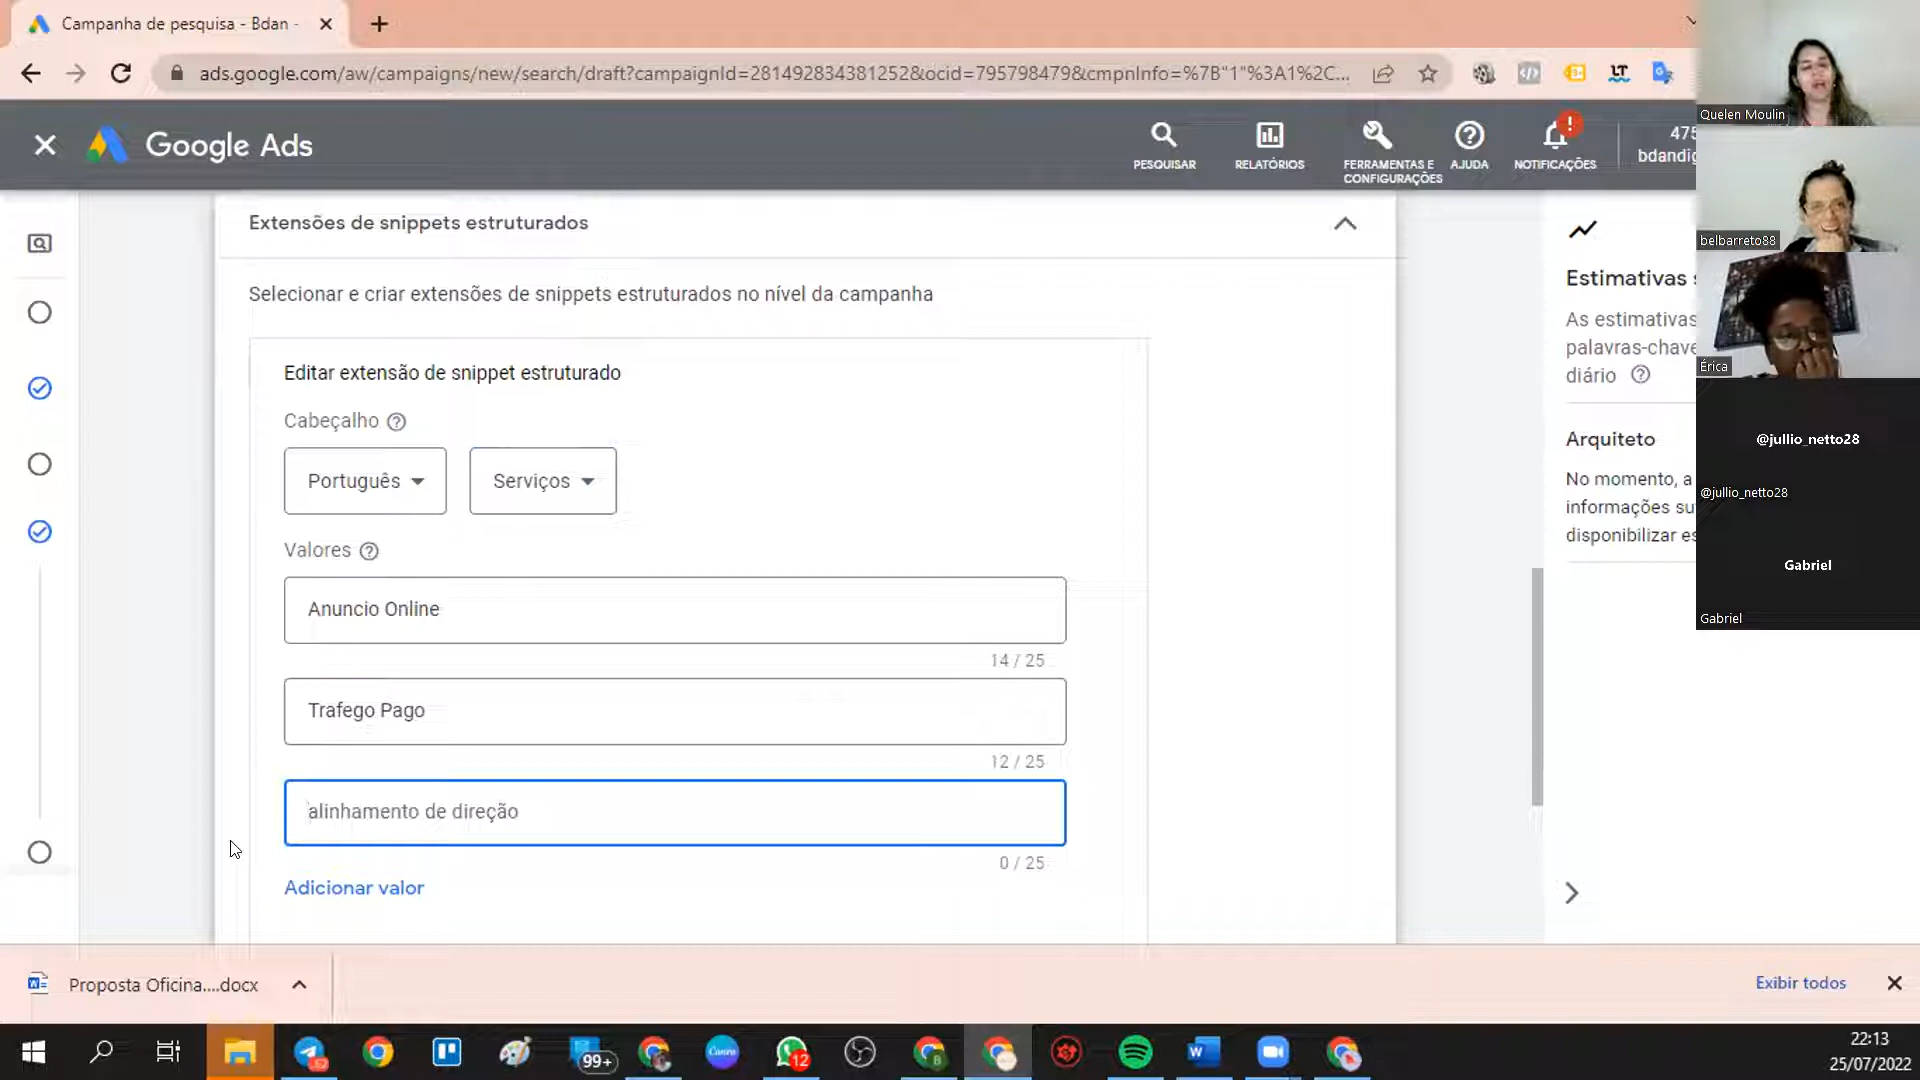 Campanha de pesquisa - Bdan -
ads.google.com/aw/campaigns/new/search/draft?campaignId=281492834381252&ocid=795798479&cmpnInfo=%7B"1"%3A1%2C...
Google Ads
PESQUISAR
RELATÓRIOS
FERRAMENTAS E
CONFIGURAÇÕES
AJUDA
NOTIFICAÇÕES
475
bdandig
Extensões de snippets estruturados
Selecionar e criar extensões de snippets estruturados no nível da campanha
Editar extensão de snippet estruturado
Cabeçalho
Português
Serviços
Valores
Anuncio Online
14 / 25
Trafego Pago
12 / 25
alinhamento de direção
0 / 25
Adicionar valor
Estimativas s
As estimativas
palavras-chave
diário
Arquiteto
No momento, a
informações su
disponibilizar es
Quelen Moulin
belbarreto88
Érica
@jullio_netto28
@jullio_netto28
Gabriel
Gabriel
Proposta Oficina....docx
Exibir todos
99+
Canva
12
22:13
25/07/2022